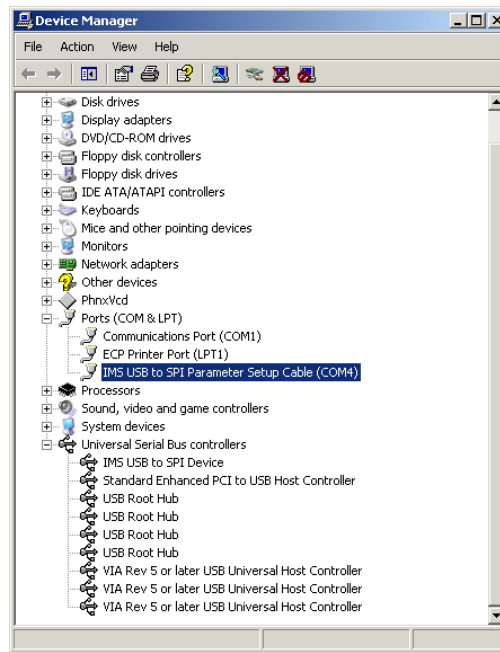 Device Manager
File Action View Help
Disk drives
Display adapters
DVD/CD-ROM drives
Floppy disk controllers
Floppy disk drives
IDE ATA/ATAPI controllers
Keyboards
Mice and other pointing devices
Monitors
Network adapters
Other devices
PhnxVcd
Ports (COM & LPT)
Communications Port (COM1)
ECP Printer Port (LPT1)
IMS USB to SPI Parameter Setup Cable (COM4)
Processors
Sound, video and game controllers
System devices
Universal Serial Bus controllers
IMS USB to SPI Device
Standard Enhanced PCI to USB Host Controller
USB Root Hub
USB Root Hub
USB Root Hub
USB Root Hub
VIA Rev 5 or later USB Universal Host Controller
VIA Rev 5 or later USB Universal Host Controller
VIA Rev 5 or later USB Universal Host Controller